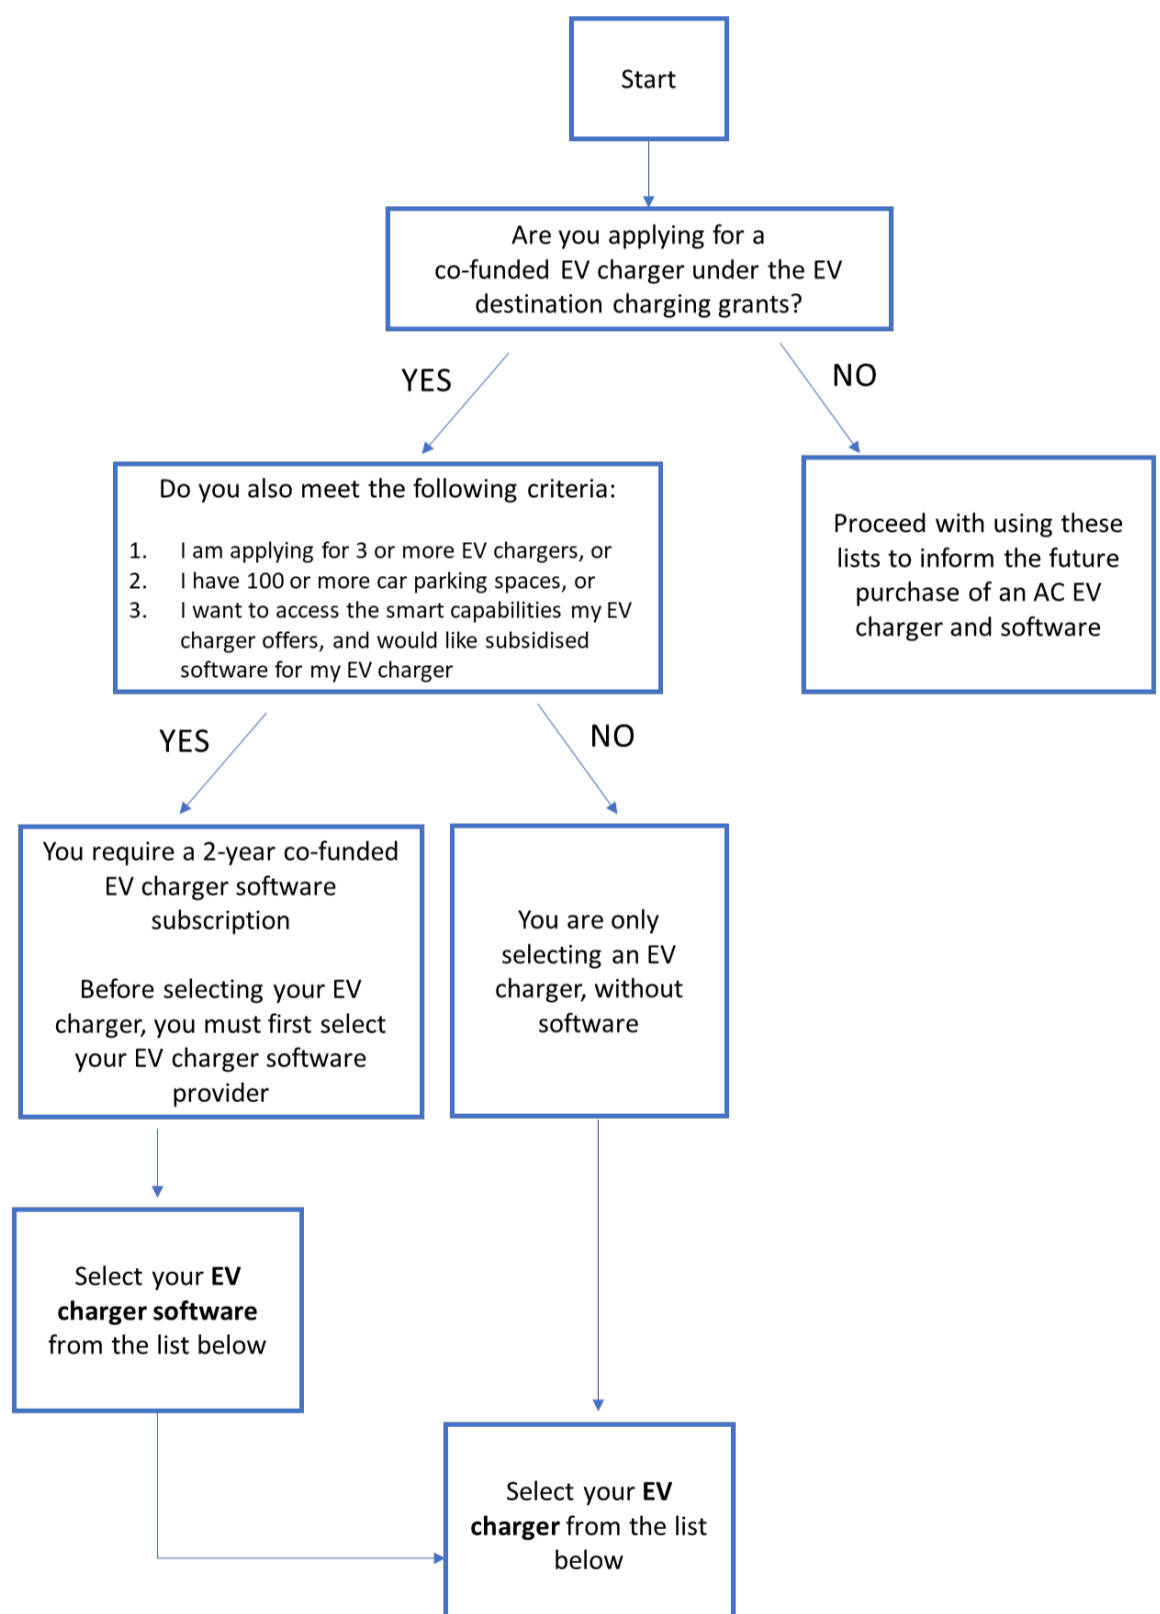 Start
Are you applying for a
co-funded EV charger under the EV
destination charging grants?
YES
NO
Do you also meet the following criteria:
1. I am applying for 3 or more EV chargers, or
2. I have 100 or more car parking spaces, or
3. I want to access the smart capabilities my EV
charger offers, and would like subsidised
software for my EV charger
Proceed with using these
lists to inform the future
purchase of an AC EV
charger and software
YES
NO
You require a 2-year co-funded
EV charger software
subscription
Before selecting your EV
charger, you must first select
your EV charger software
provider
You are only
selecting an EV
charger, without
software
Select your EV
charger software
from the list below
Select your EV
charger from the list
below